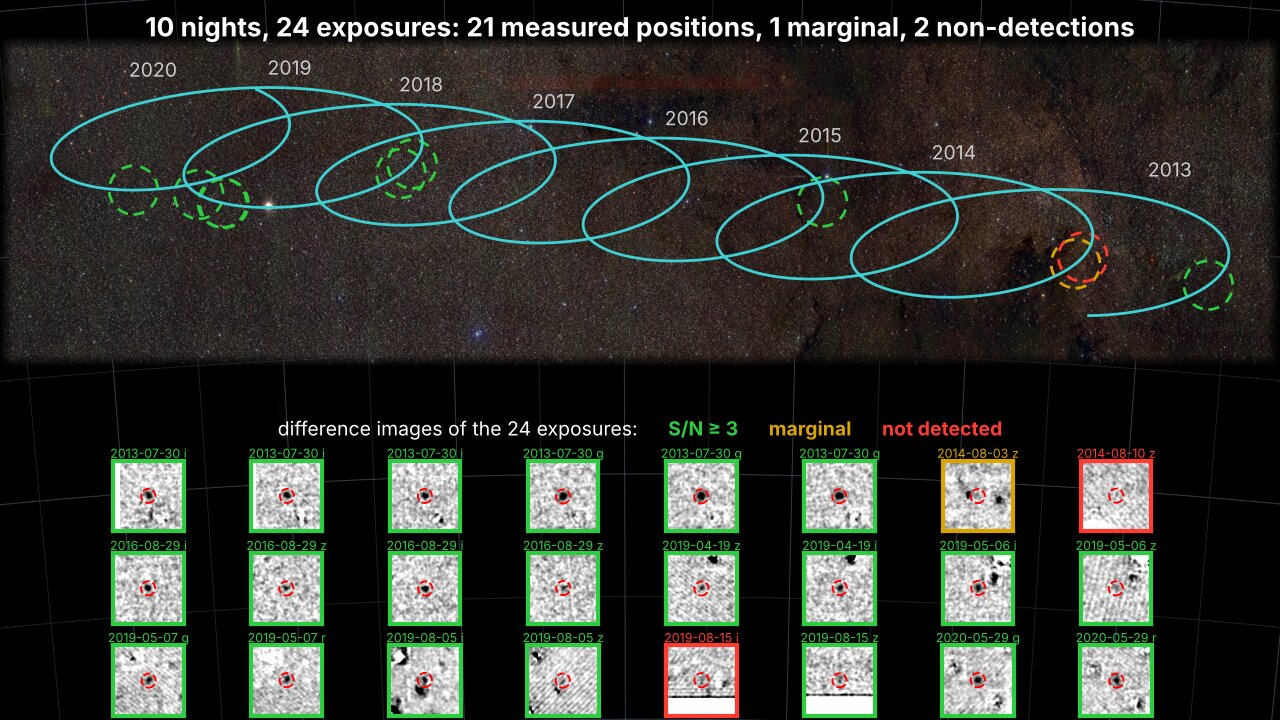 10 nights, 24 exposures: 21 measured positions, 1 marginal, 2 non-detections
2020 2019 2018 2017 2016 2015 2014 2013
difference images of the 24 exposures: S/N ≥ 3 marginal not detected
2013-07-30 i 2013-07-30 i 2013-07-30 i 2013-07-30 g 2013-07-30 g 2013-07-30 g 2014-08-03 z 2014-08-10 z
2016-08-29 i 2016-08-29 z 2016-08-29 i 2016-08-29 z 2019-04-19 z 2019-04-19 i 2019-05-06 i 2019-05-06 z
2019-05-07 g 2019-05-07 r 2019-08-05 i 2019-08-05 z 2019-08-15 i 2019-08-15 z 2020-05-29 g 2020-05-29 r